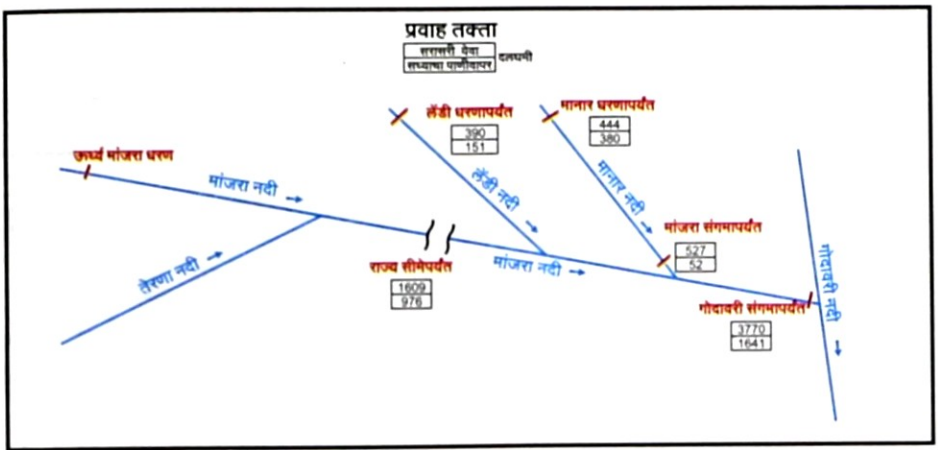 प्रवाह तक्ता
सरासरी येवा
सध्याचा पाणीवापर
दलघमी
लेंडी धरणापर्यंत
390
151
मानार धरणापर्यंत
444
380
ऊर्ध्व मांजरा धरण
मांजरा नदी
लेंडी नदी
मानार नदी
मांजरा संगमापर्यंत
527
52
तेरणा नदी
राज्य सीमेपर्यंत
1609
976
मांजरा नदी
गोदावरी नदी
गोदावरी संगमापर्यंत
3770
1641